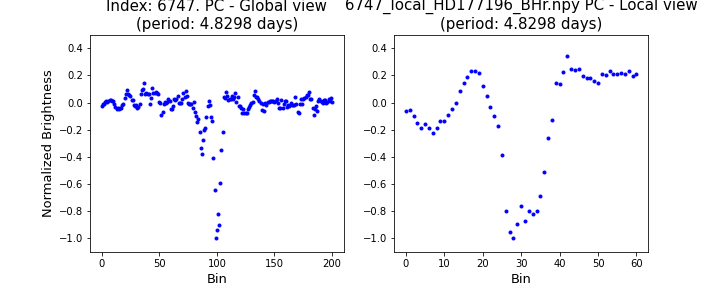 Index: 6747. PC - Global view
(period: 4.8298 days)
6747_local_HD177196_BHr.npy PC - Local view
(period: 4.8298 days)
Normalized Brightness
0.4
0.2
0.0
−0.2
−0.4
−0.6
−0.8
−1.0
0 50 100 150 200
Bin
0.4
0.2
0.0
−0.2
−0.4
−0.6
−0.8
−1.0
0 10 20 30 40 50 60
Bin